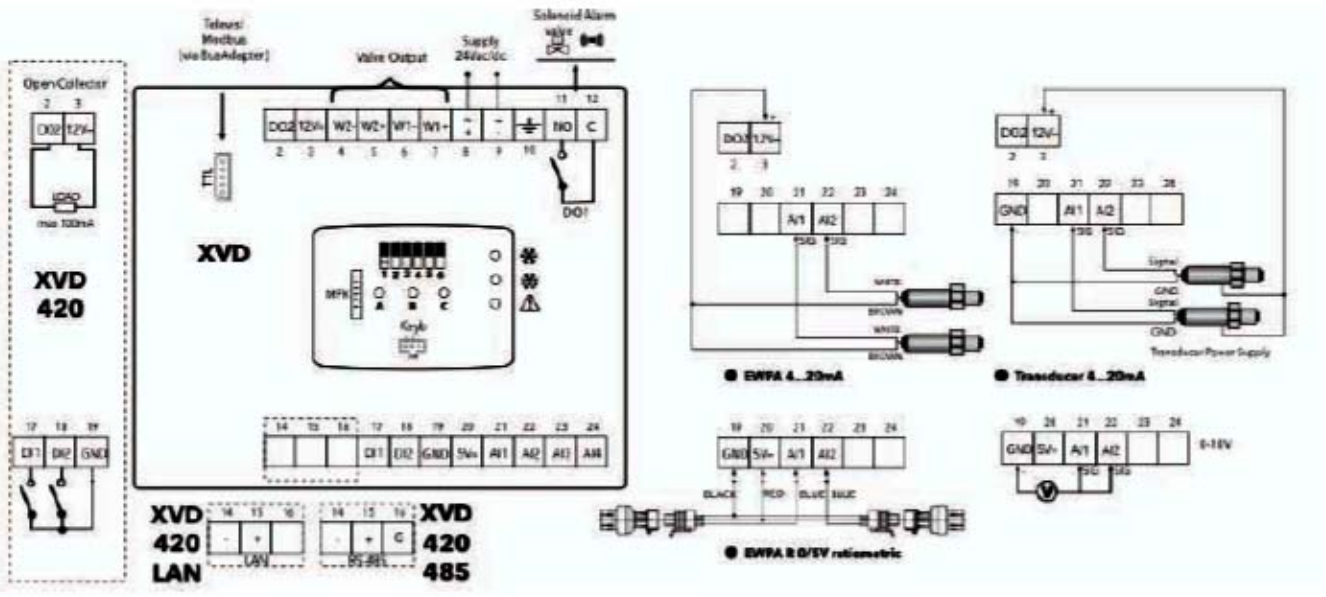 Televis/
Modbus
(via BusAdapter)
Valve Output
Supply
24Vac/dc
Solenoid Alarm
valve
Open Collector
2 3
DO2 12V~
LOAD
max 100mA
XVD
420
17 18 19
DI1 DI2 GND
11 12
DO2 12V~ W2- W2+ W1- W1+ NO C
2 3 4 5 6 7 8 9 10
DO1
TTL
XVD
1 2 3 4 5 6
MFK
A B C
14 15 16 17 18 19 20 21 22 23 24
DI1 DI2 GND 5V~ AI1 AI2 AI3 AI4
XVD
420
LAN
14 15 16
- +
LAN
14 15 16
- + G
RS-485
XVD
420
485
DO2 12V~
2 3
19 20 21 22 23 24
AI1 AI2
SIG SIG
WHITE
BROWN
WHITE
BROWN
EWPA 4...20mA
DO2 12V~
2 3
19 20 21 22 23 24
GND AI1 AI2
SIG SIG
Signal
GND
Signal
GND
Transducer Power Supply
Transducer 4...20mA
19 20 21 22 23 24
GND 5V~ AI1 AI2
BLACK RED BLUE BLUE
EWPA R 0/5V ratiometric
19 20 21 22 23 24
GND 5V~ AI1 AI2
SIG SIG
V
0-10V